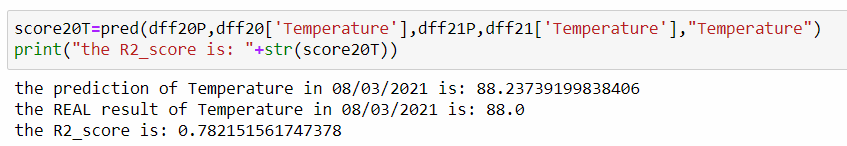 score20T=pred(dff20P,dff20['Temperature'],dff21P,dff21['Temperature'],"Temperature")
print("the R2_score is: "+str(score20T))
the prediction of Temperature in 08/03/2021 is: 88.23739199838406
the REAL result of Temperature in 08/03/2021 is: 88.0
the R2_score is: 0.782151561747378